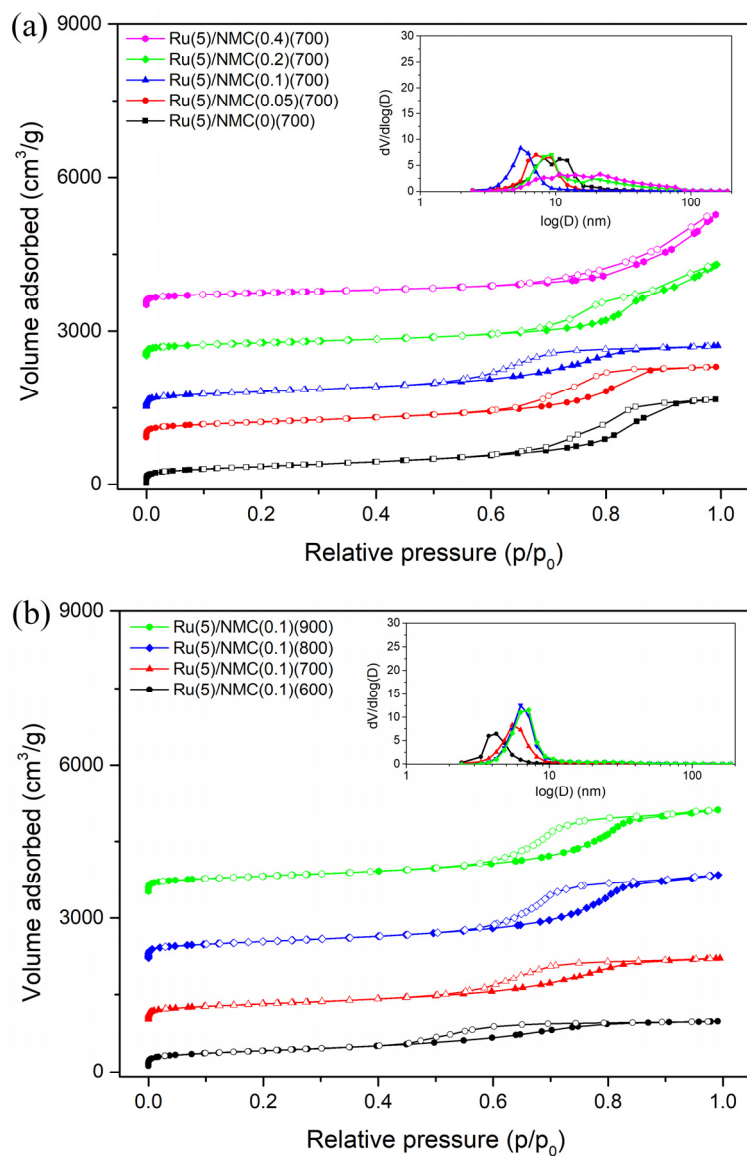 (a)
9000
6000
3000
0
Volume adsorbed (cm³/g)
Ru(5)/NMC(0.4)(700)
Ru(5)/NMC(0.2)(700)
Ru(5)/NMC(0.1)(700)
Ru(5)/NMC(0.05)(700)
Ru(5)/NMC(0)(700)
30
25
20
15
10
5
0
dV/dlog(D)
1 10 100
log(D) (nm)
0.0 0.2 0.4 0.6 0.8 1.0
Relative pressure (p/p₀)
(b)
9000
6000
3000
0
Volume adsorbed (cm³/g)
Ru(5)/NMC(0.1)(900)
Ru(5)/NMC(0.1)(800)
Ru(5)/NMC(0.1)(700)
Ru(5)/NMC(0.1)(600)
30
25
20
15
10
5
0
dV/dlog(D)
1 10 100
log(D) (nm)
0.0 0.2 0.4 0.6 0.8 1.0
Relative pressure (p/p₀)